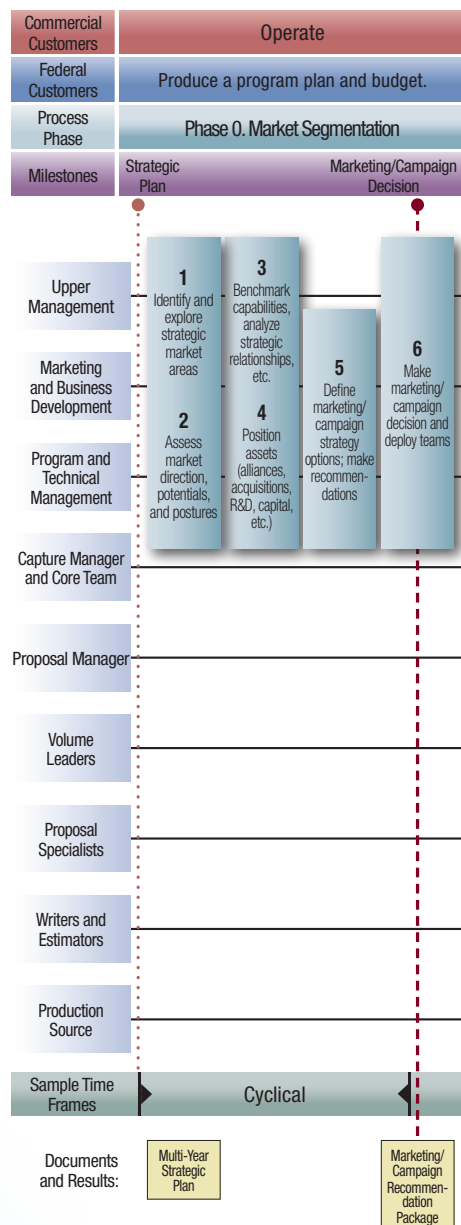 Commercial
Customers
Operate
Federal
Customers
Produce a program plan and budget.
Process
Phase
Phase 0. Market Segmentation
Milestones
Strategic
Plan
Marketing/Campaign
Decision
Upper
Management
Marketing
and Business
Development
Program and
Technical
Management
Capture Manager
and Core Team
Proposal Manager
Volume
Leaders
Proposal
Specialists
Writers and
Estimators
Production
Source
1
Identify and
explore
strategic
market
areas
2
Assess
market
direction,
potentials,
and postures
3
Benchmark
capabilities,
analyze
strategic
relationships,
etc.
4
Position
assets
(alliances,
acquisitions,
R&D, capital,
etc.)
5
Define
marketing/
campaign
strategy
options; make
recommen-
dations
6
Make
marketing/
campaign
decision and
deploy teams
Sample Time
Frames
Cyclical
Documents
and Results:
Multi-Year
Strategic
Plan
Marketing/
Campaign
Recommen-
dation
Package